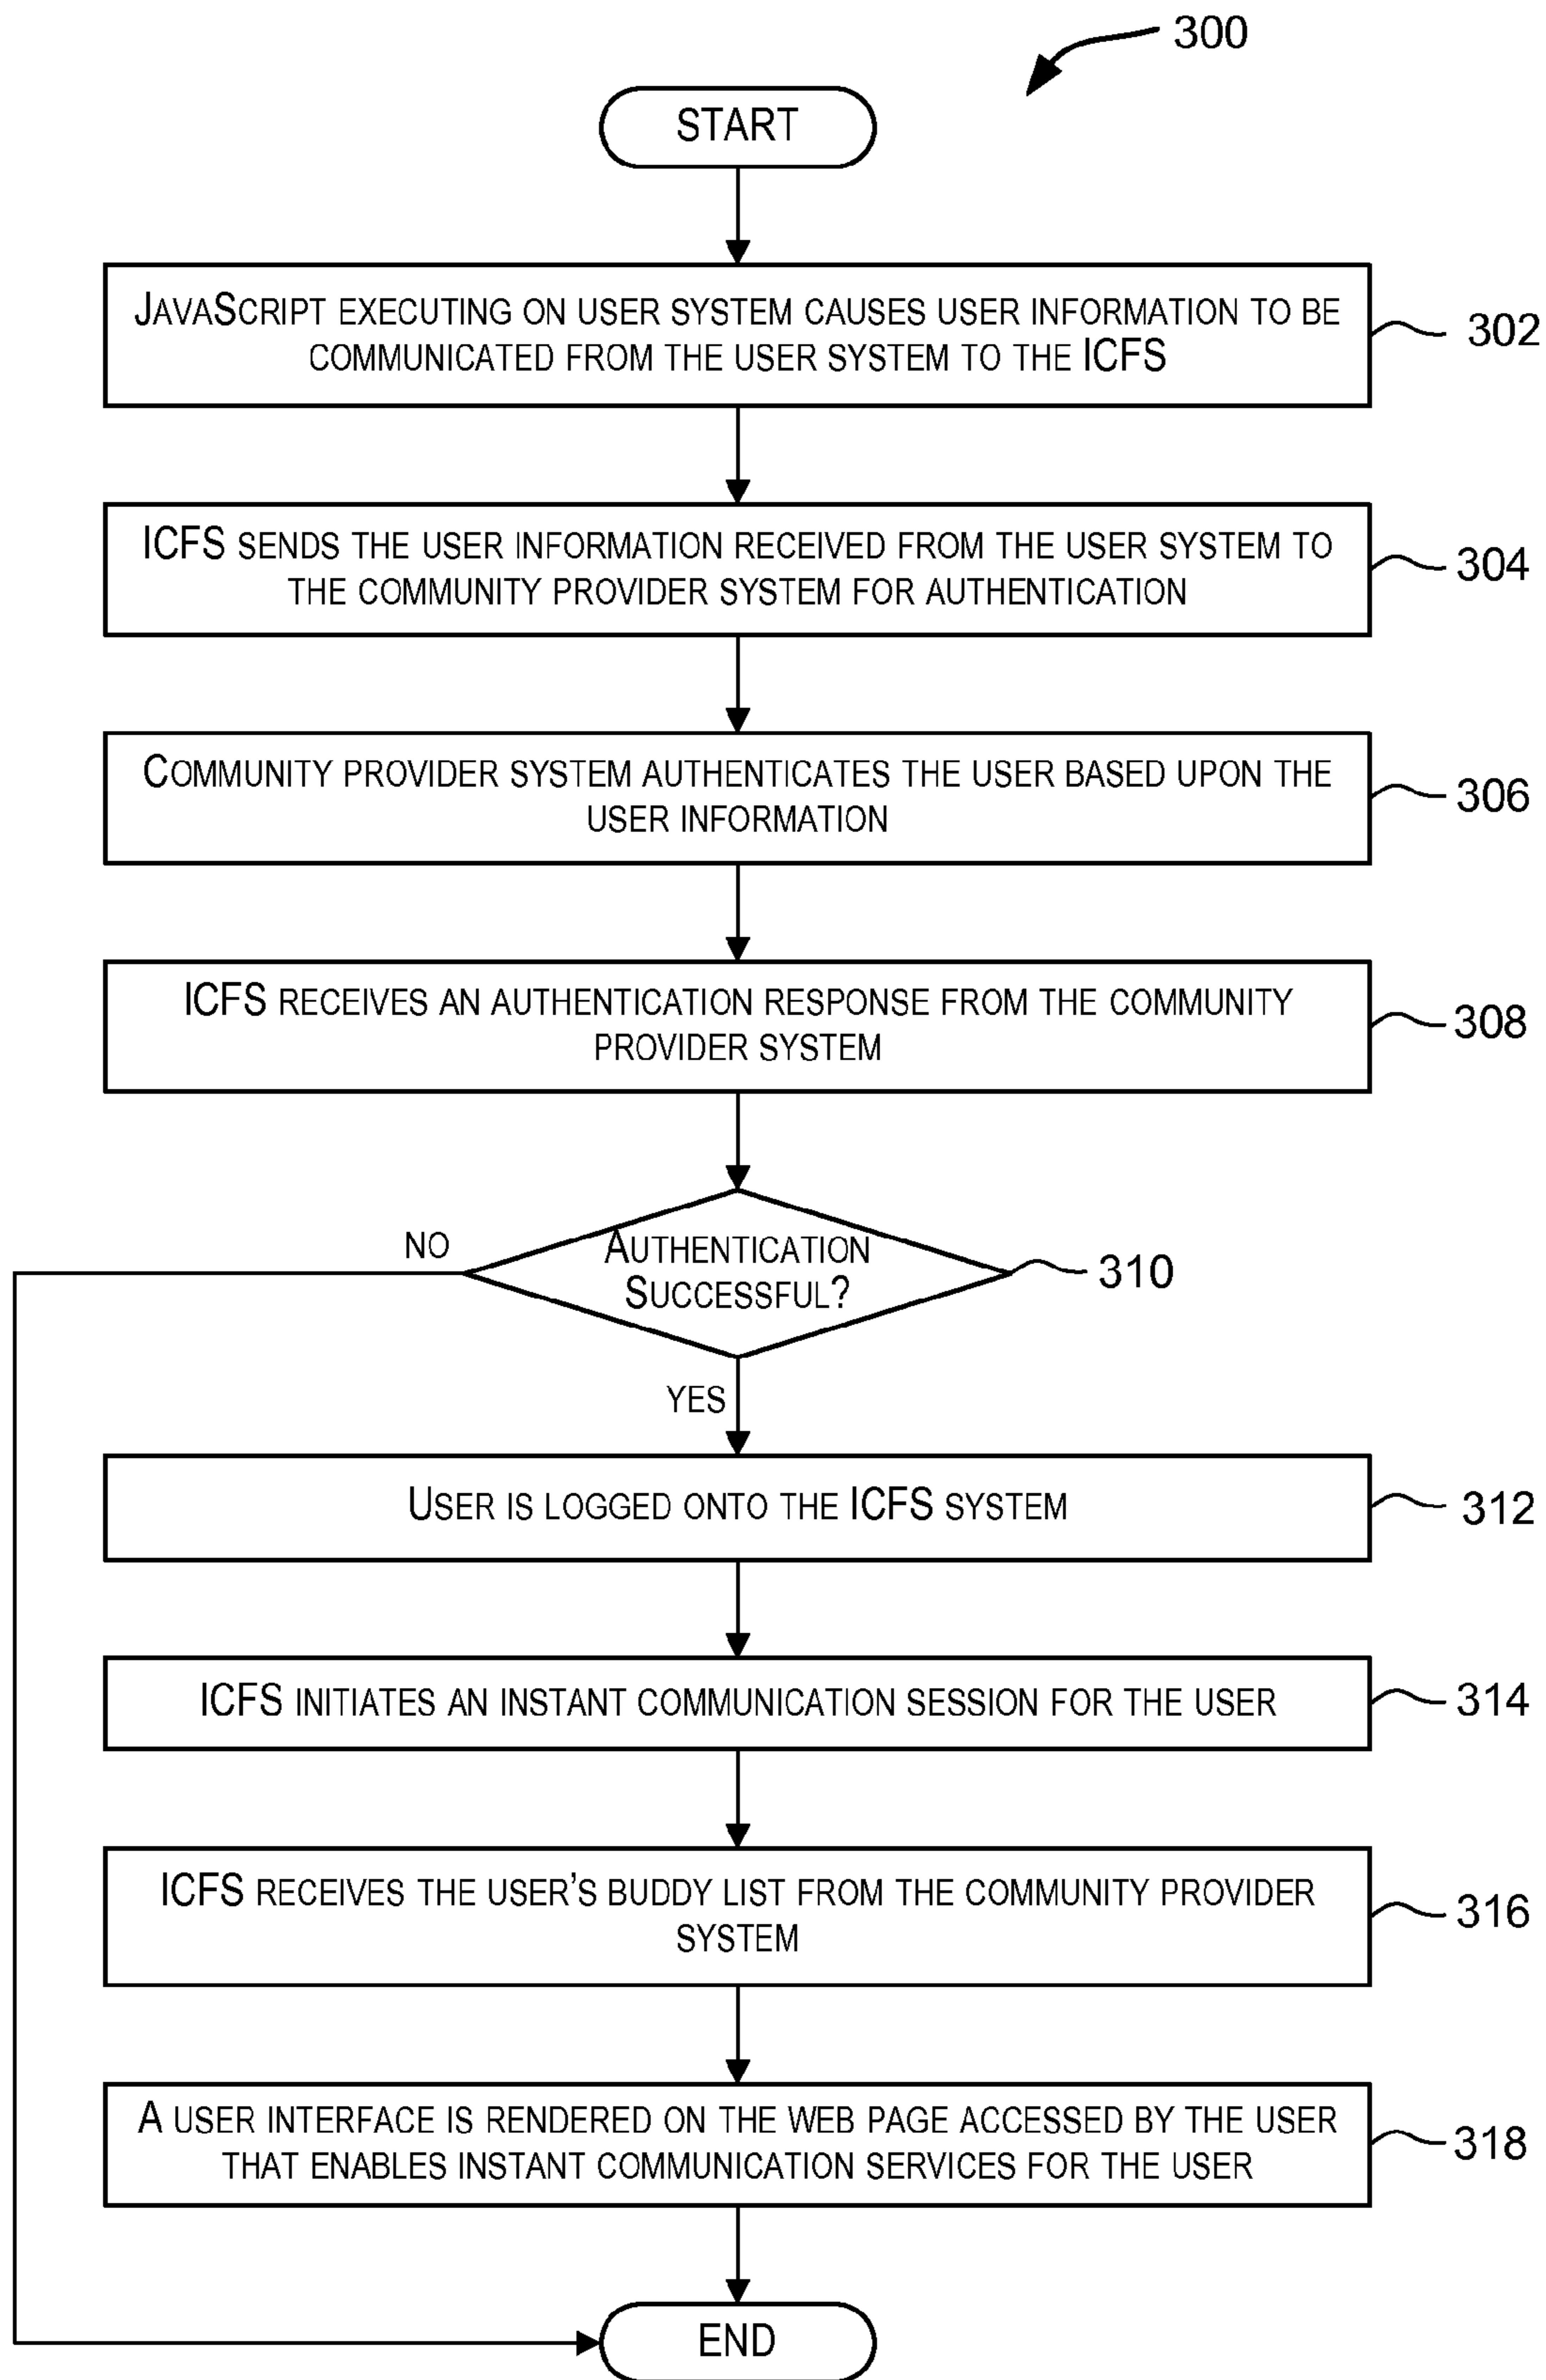 300
START
JavaScript executing on user system causes user information to be
communicated from the user system to the ICFS
302
ICFS sends the user information received from the user system to
the community provider system for authentication
304
Community provider system authenticates the user based upon the
user information
306
ICFS receives an authentication response from the community
provider system
308
NO
Authentication
Successful?
310
YES
User is logged onto the ICFS system
312
ICFS initiates an instant communication session for the user
314
ICFS receives the user's buddy list from the community provider
system
316
A user interface is rendered on the web page accessed by the user
that enables instant communication services for the user
318
END